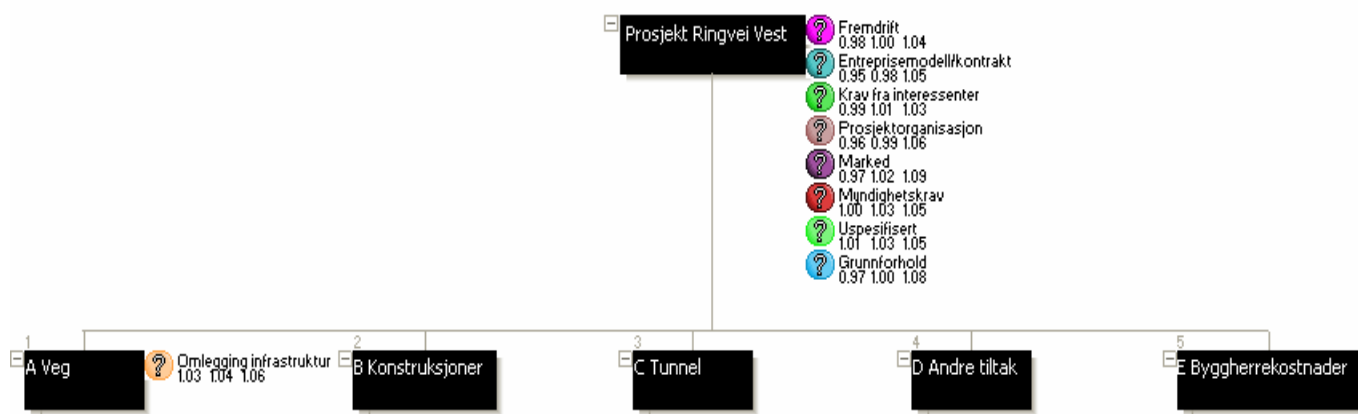 Prosjekt Ringvei Vest
Fremdrift
0.98 1.00 1.04
Entreprisemodell/kontrakt
0.95 0.98 1.05
Krav fra interessenter
0.99 1.01 1.03
Prosjektorganisasjon
0.96 0.99 1.06
Marked
0.97 1.02 1.09
Myndighetskrav
1.00 1.03 1.05
Uspesifisert
1.01 1.03 1.05
Grunnforhold
0.97 1.00 1.08
1
A Veg
Omlegging infrastruktur
1.03 1.04 1.06
2
B Konstruksjoner
3
C Tunnel
4
D Andre tiltak
5
E Byggherrekostnader